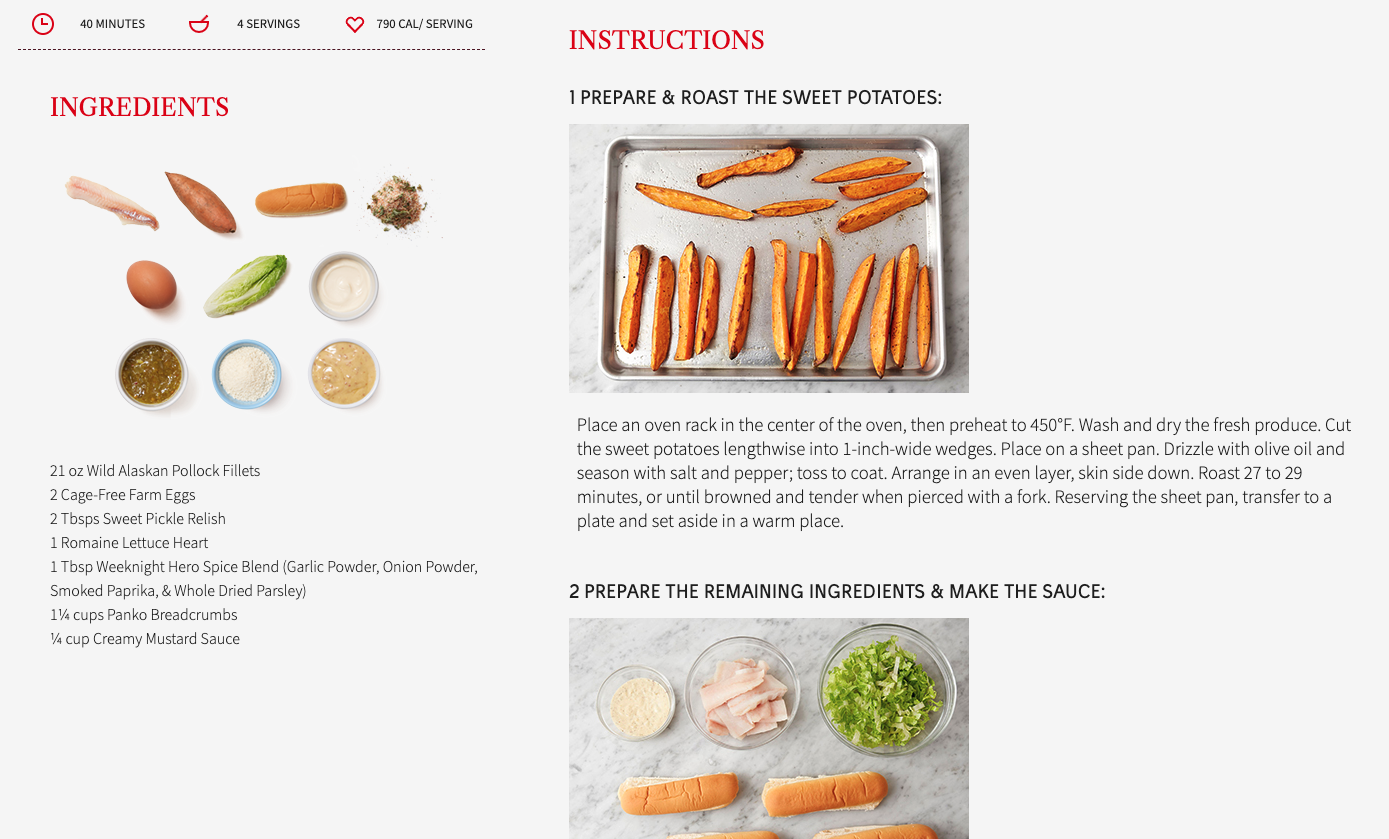 40 MINUTES
4 SERVINGS
790 CAL/ SERVING
INGREDIENTS
21 oz Wild Alaskan Pollock Fillets
2 Cage-Free Farm Eggs
2 Tbsps Sweet Pickle Relish
1 Romaine Lettuce Heart
1 Tbsp Weeknight Hero Spice Blend (Garlic Powder, Onion Powder,
Smoked Paprika, & Whole Dried Parsley)
1¼ cups Panko Breadcrumbs
¼ cup Creamy Mustard Sauce
INSTRUCTIONS
1 PREPARE & ROAST THE SWEET POTATOES:
Place an oven rack in the center of the oven, then preheat to 450°F. Wash and dry the fresh produce. Cut
the sweet potatoes lengthwise into 1-inch-wide wedges. Place on a sheet pan. Drizzle with olive oil and
season with salt and pepper; toss to coat. Arrange in an even layer, skin side down. Roast 27 to 29
minutes, or until browned and tender when pierced with a fork. Reserving the sheet pan, transfer to a
plate and set aside in a warm place.
2 PREPARE THE REMAINING INGREDIENTS & MAKE THE SAUCE: